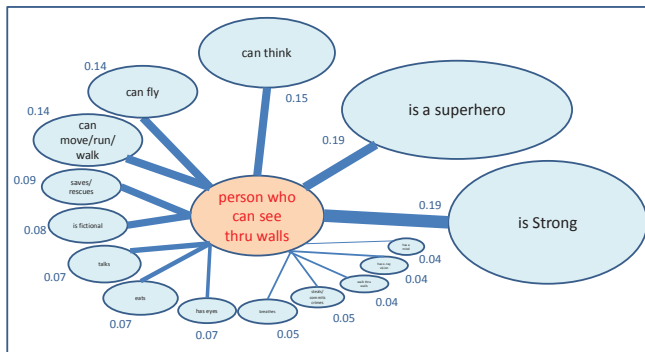 can think
0.15
0.14
can fly
is a superhero
0.19
0.14
can
move/run/
walk
0.09
saves/
rescues
person who
can see
thru walls
0.19
is Strong
is fictional
0.08
talks
0.07
eats
0.07
has eyes
0.07
breathes
0.05
steals/
commits
crimes
0.05
0.04
0.04
0.04